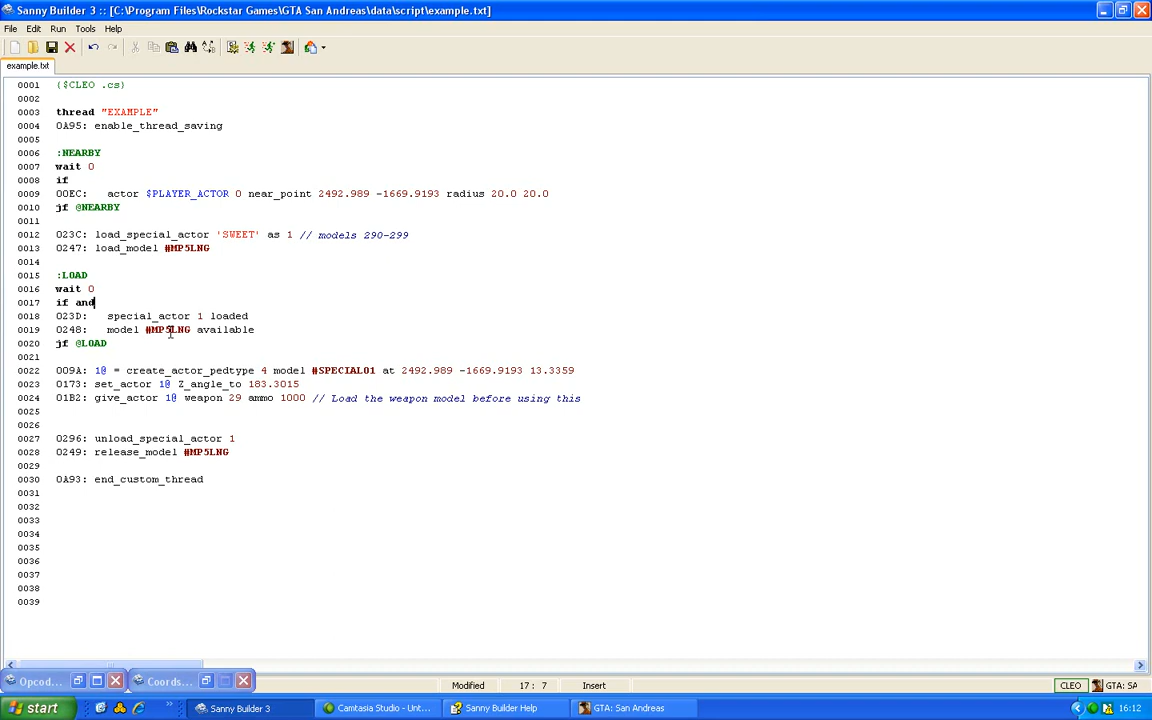 Sanny Builder 3 :: [C:\Program Files\Rockstar Games\GTA San Andreas\data\script\example.txt]
File Edit Run Tools Help
example.txt
0001 {$CLEO .cs}
0002
0003 thread "EXAMPLE"
0004 0A95: enable_thread_saving
0005
0006 :NEARBY
0007 wait 0
0008 if
0009 00EC:   actor $PLAYER_ACTOR 0 near_point 2492.989 -1669.9193 radius 20.0 20.0
0010 jf @NEARBY
0011
0012 023C: load_special_actor 'SWEET' as 1 // models 290-299
0013 0247: load_model #MP5LNG
0014
0015 :LOAD
0016 wait 0
0017 if and
0018 023D:   special_actor 1 loaded
0019 0248:   model #MP5LNG available
0020 jf @LOAD
0021
0022 009A: 1@ = create_actor_pedtype 4 model #SPECIAL01 at 2492.989 -1669.9193 13.3359
0023 0173: set_actor 1@ Z_angle_to 183.3015
0024 01B2: give_actor 1@ weapon 29 ammo 1000 // Load the weapon model before using this
0025
0026
0027 0296: unload_special_actor 1
0028 0249: release_model #MP5LNG
0029
0030 0A93: end_custom_thread
0031
0032
0033
0034
0035
0036
0037
0038
0039
Opcod... Coords...
Modified 17: 7 Insert CLEO GTA: SA
start Sanny Builder 3 Camtasia Studio - Unt... Sanny Builder Help GTA: San Andreas 16:12